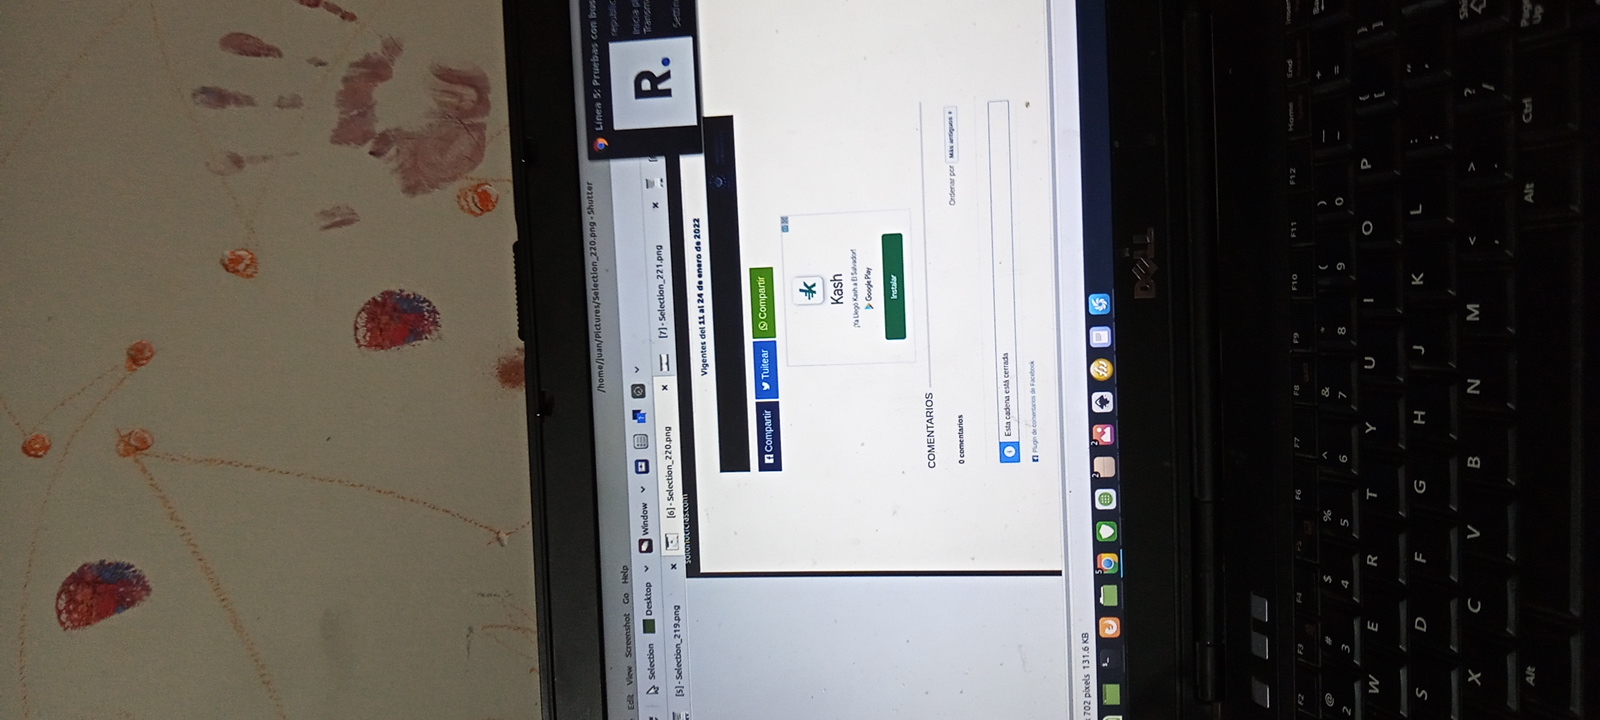 /home/juan/Pictures/Selection_220.png - Shutter
Edit View Screenshot Go Help
Selection Desktop Window
[5] - Selection_219.png
[6] - Selection_220.png
[7] - Selection_221.png
Línea 5: Pruebas con bus
R.
solonoticias.com
Vigentes del 11 al 24 de enero de 2022
Compartir
Tuitear
Compartir
Kash
¡Ya Llegó Kash a El Salvador!
Google Play
Instalar
COMENTARIOS
0 comentarios
Ordenar por Más antiguos
Esta cadena está cerrada
Plugin de comentarios de Facebook
702 pixels 131.6 KB
5
2
2
DELL
F2 F3 F4 F5 F6 F7 F8 F9 F10 F11 F12 Home End
@ # $ % ^ & * ( ) — +
2 3 4 5 6 7 8 9 0 - =
W E R T Y U I O P { }
[ ]
S D F G H J K L : "
; '
X C V B N M < > ?
, . /
Alt Alt Ctrl Page
Up